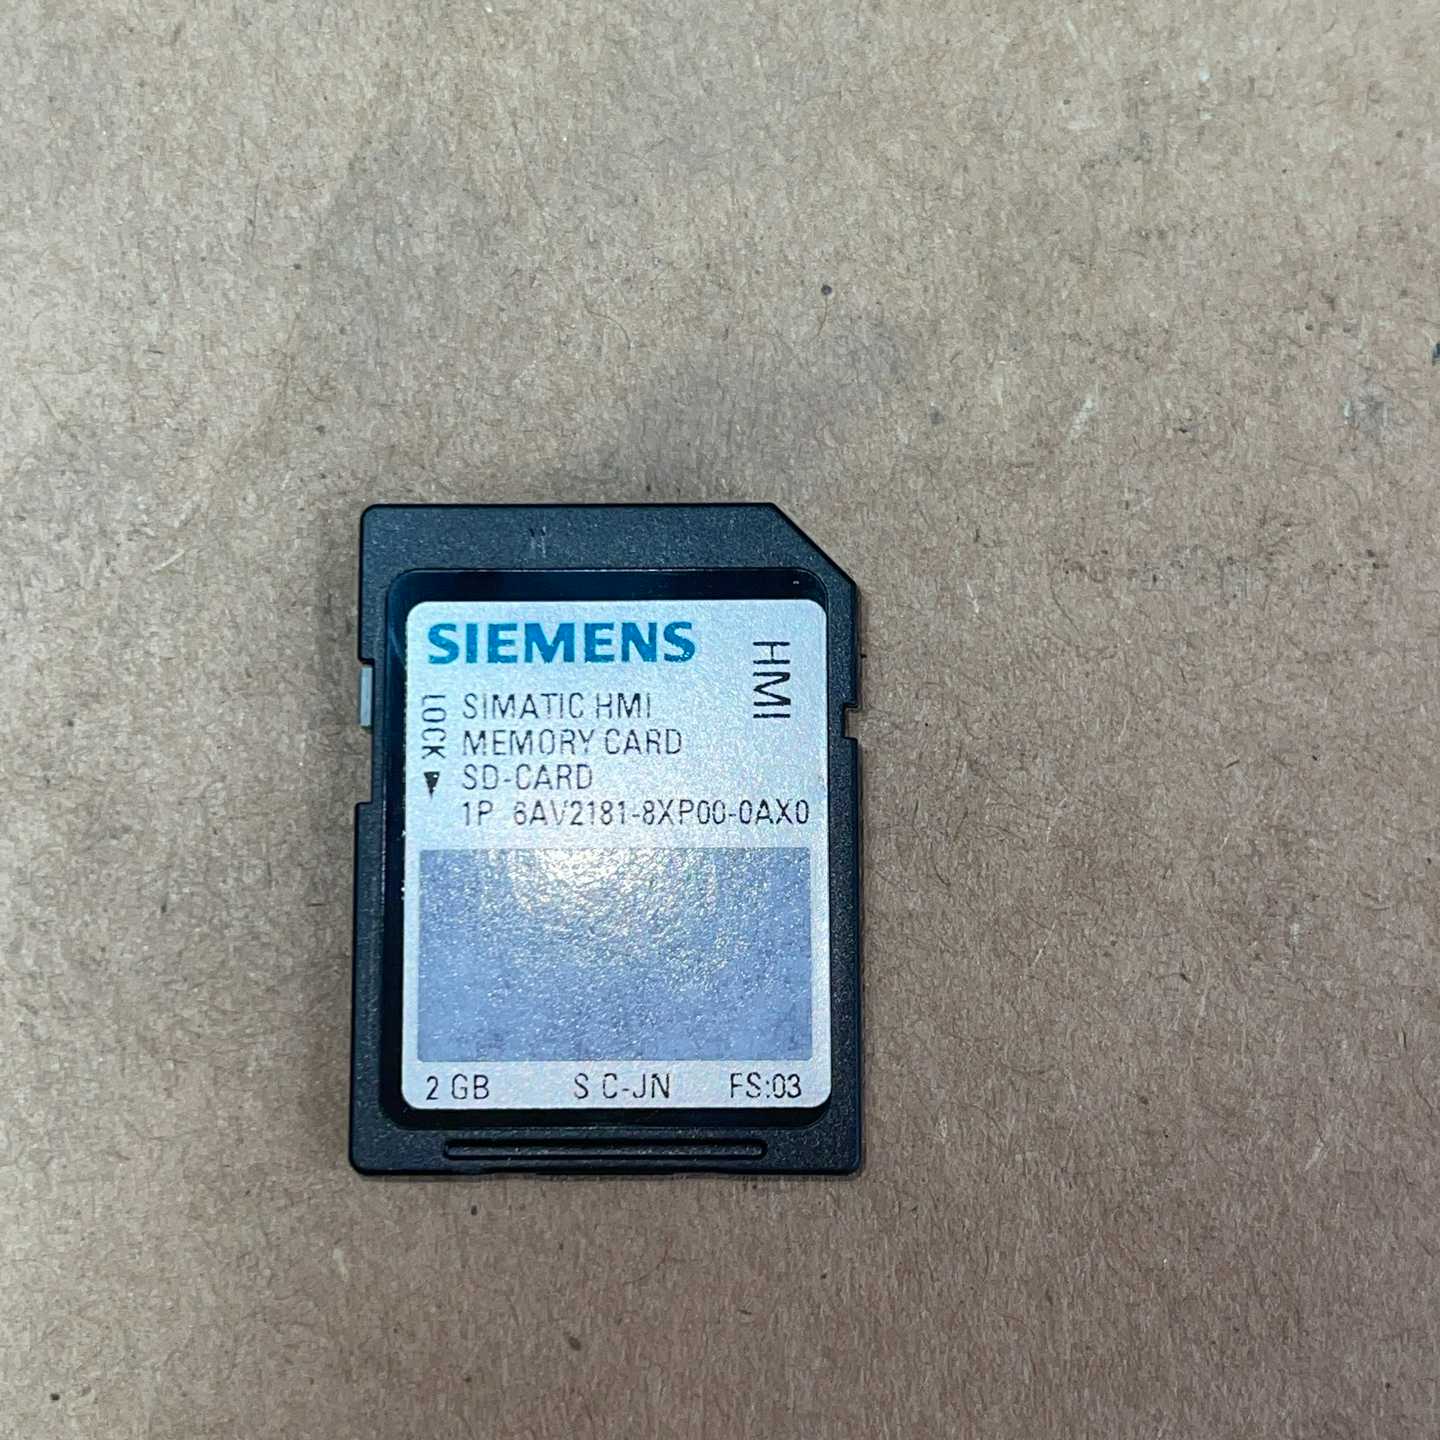 SIEMENS
HMI
LOCK
SIMATIC HMI
MEMORY CARD
SD-CARD
1P 6AV2181-8XP00-0AX0
2 GB S C-JN FS:03